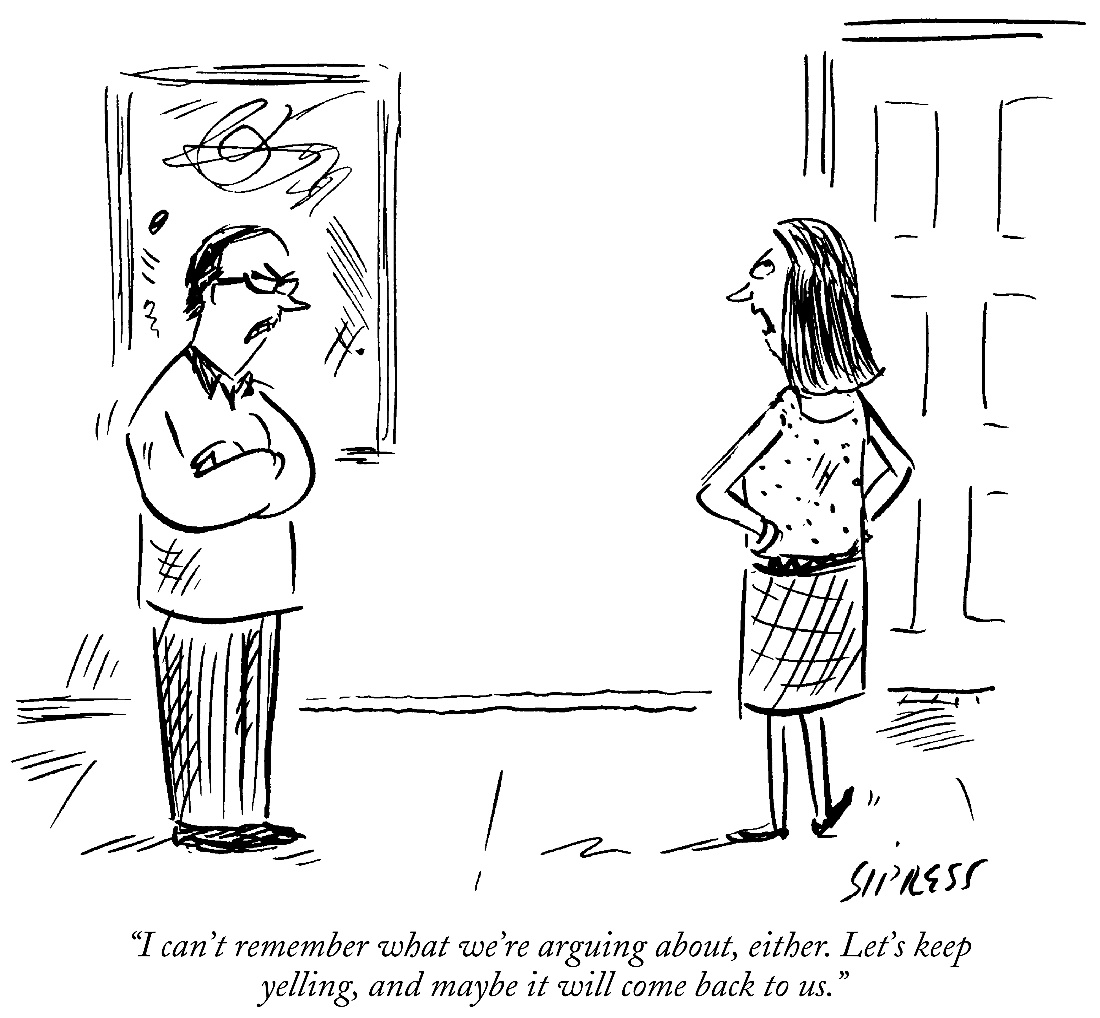 SIPRESS
“I can’t remember what we’re arguing about, either. Let’s keep
yelling, and maybe it will come back to us.”